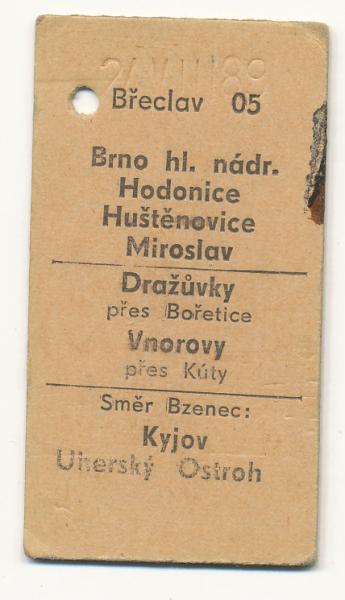 Břeclav 05
Brno hl. nádr.
Hodonice
Huštěnovice
Miroslav
Dražůvky
přes Bořetice
Vnorovy
přes Kúty
Směr Bzenec:
Kyjov
Uherský Ostroh